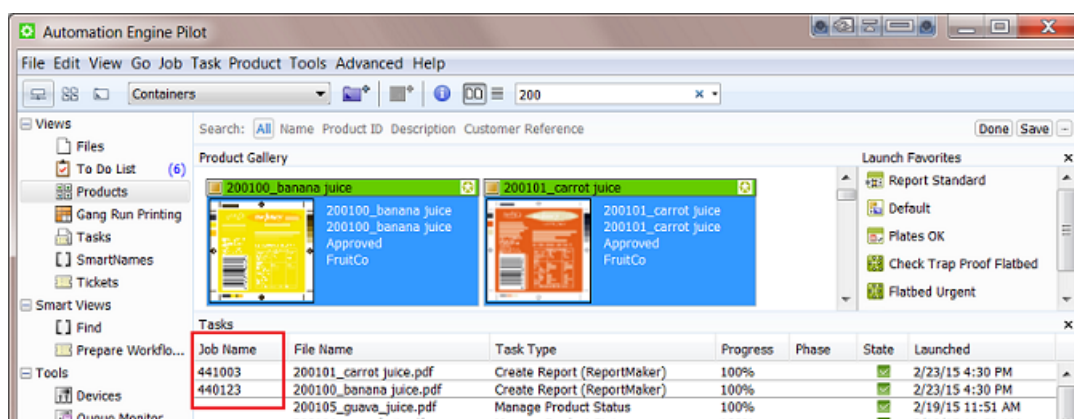 Automation Engine Pilot
File Edit View Go Job Task Product Tools Advanced Help
Containers
200
Views
Files
To Do List (6)
Products
Gang Run Printing
Tasks
SmartNames
Tickets
Smart Views
Find
Prepare Workflo...
Tools
Devices
Queue Monitor
Search: All Name Product ID Description Customer Reference
Done Save
Product Gallery
200100_banana juice
200100_banana juice
200100_banana juice
Approved
FruitCo
200101_carrot juice
200101_carrot juice
200101_carrot juice
Approved
FruitCo
Launch Favorites
Report Standard
Default
Plates OK
Check Trap Proof Flatbed
Flatbed Urgent
Tasks
Job Name File Name Task Type Progress Phase State Launched
441003 200101_carrot juice.pdf Create Report (ReportMaker) 100% 2/23/15 4:30 PM
440123 200100_banana juice.pdf Create Report (ReportMaker) 100% 2/23/15 4:30 PM
200105_guava_juice.pdf Manage Product Status 100% 2/19/15 11:51 AM